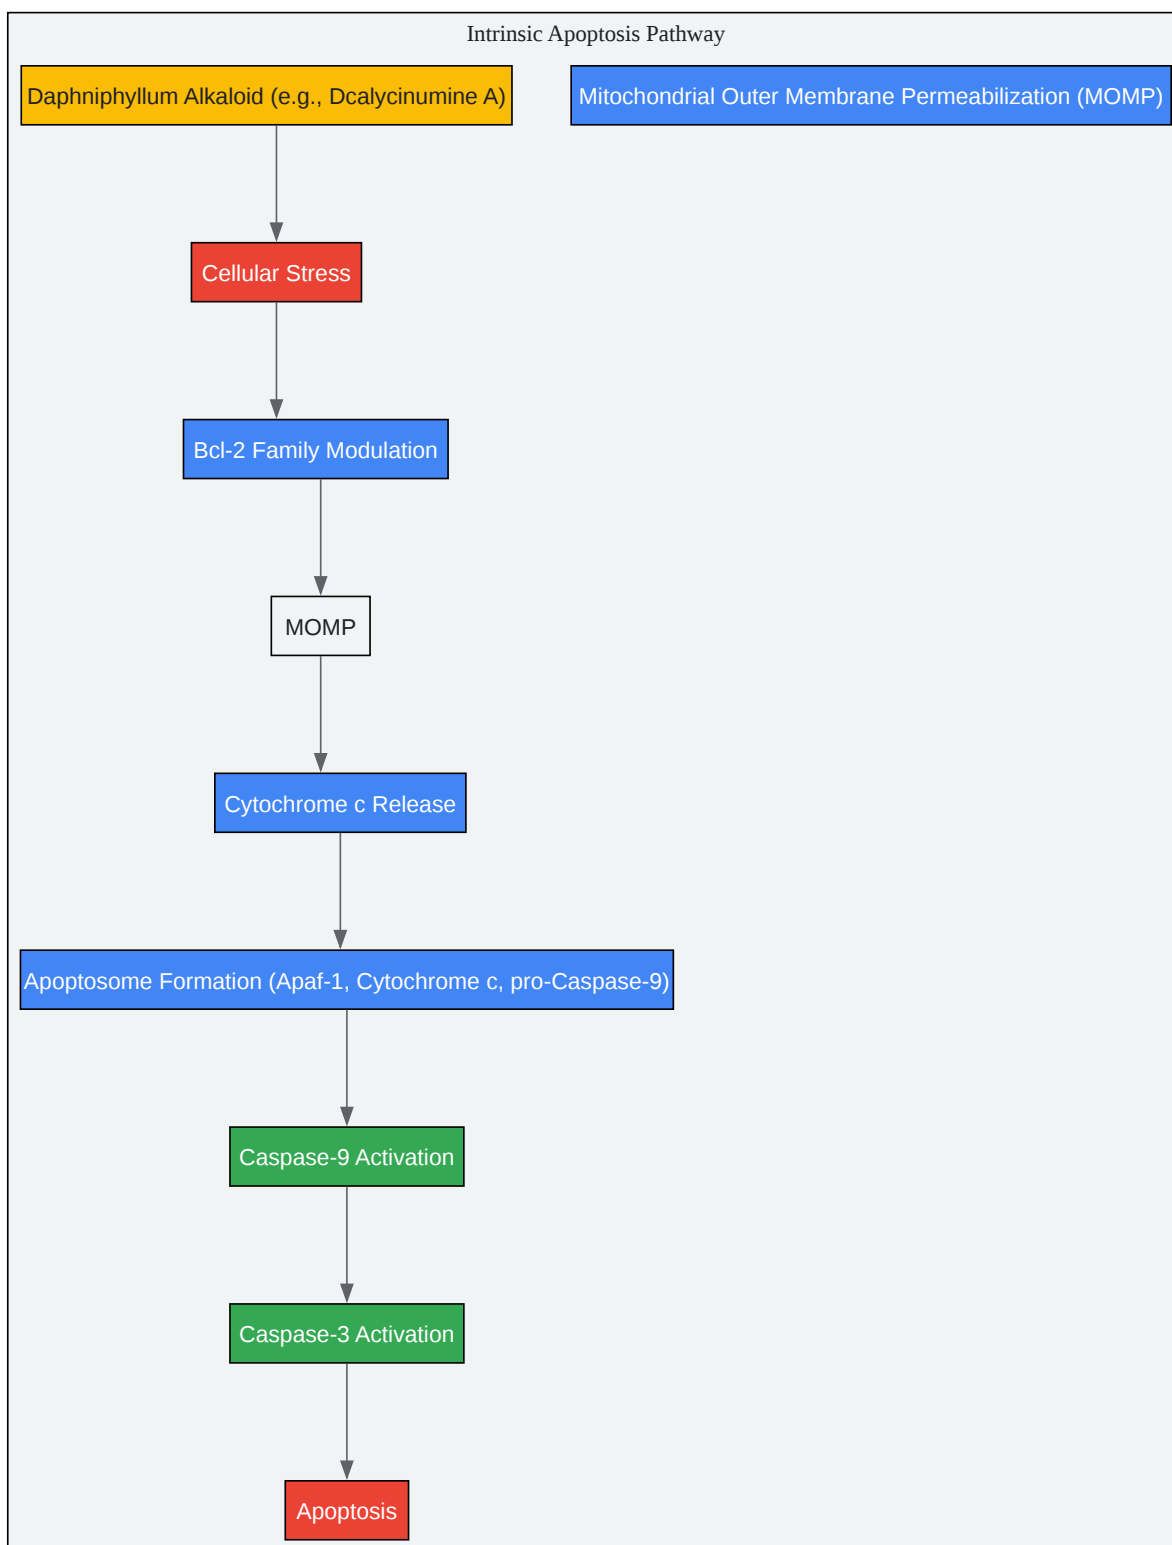 Intrinsic Apoptosis Pathway
Daphniphyllum Alkaloid (e.g., Dcalycinumine A)
Mitochondrial Outer Membrane Permeabilization (MOMP)
Cellular Stress
Bcl-2 Family Modulation
MOMP
Cytochrome c Release
Apoptosome Formation (Apaf-1, Cytochrome c, pro-Caspase-9)
Caspase-9 Activation
Caspase-3 Activation
Apoptosis